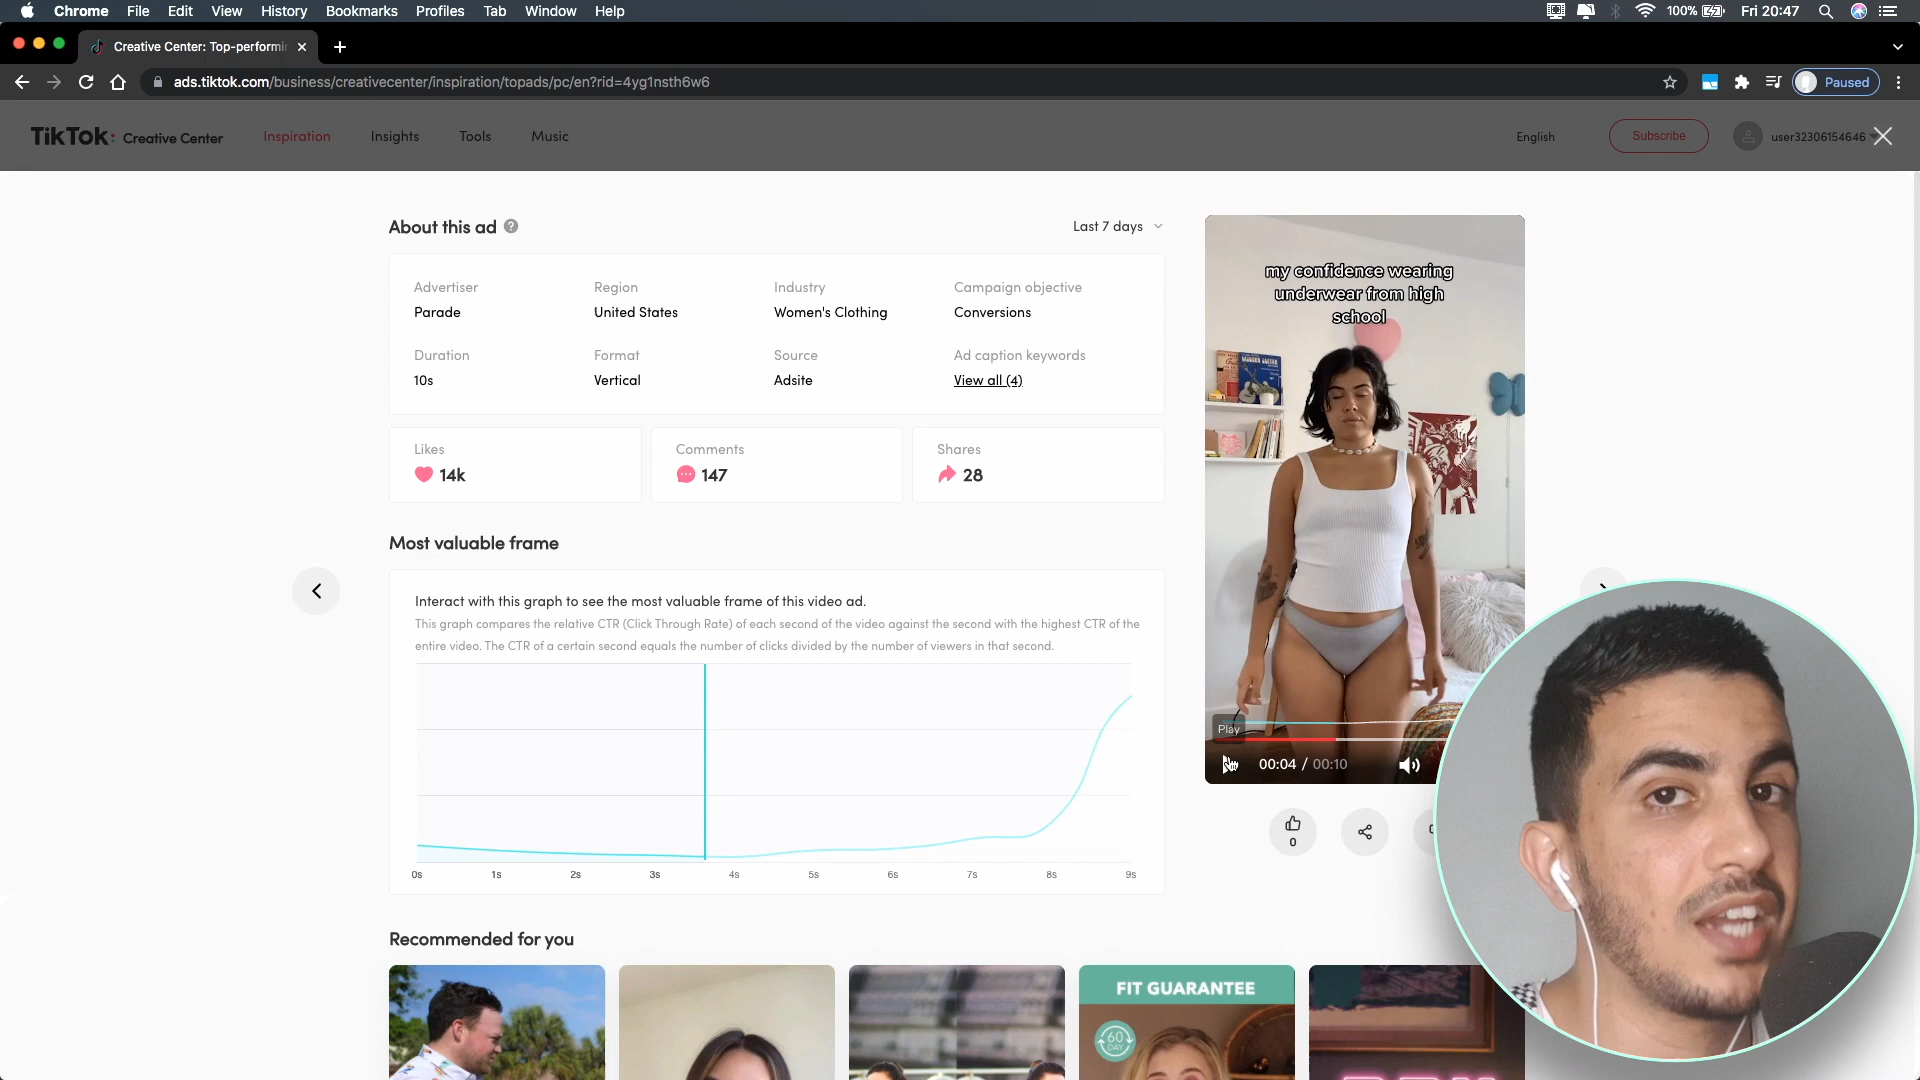 Chrome File Edit View History Bookmarks Profiles Tab Window Help 100% Fri 20:47
Creative Center: Top-performin
ads.tiktok.com/business/creativecenter/inspiration/topads/pc/en?rid=4yg1nsth6w6 Paused
TikTok: Creative Center Inspiration Insights Tools Music English Subscribe user32306154646
About this ad Last 7 days
Advertiser Region Industry Campaign objective
Parade United States Women's Clothing Conversions
Duration Format Source Ad caption keywords
10s Vertical Adsite View all (4)
Likes Comments Shares
14k 147 28
Most valuable frame
Interact with this graph to see the most valuable frame of this video ad.
This graph compares the relative CTR (Click Through Rate) of each second of the video against the second with the highest CTR of the
entire video. The CTR of a certain second equals the number of clicks divided by the number of viewers in that second.
0s 1s 2s 3s 4s 5s 6s 7s 8s 9s
my confidence wearing
underwear from high
school
Play
00:04 / 00:10
0
Recommended for you
FIT GUARANTEE
60
DAY